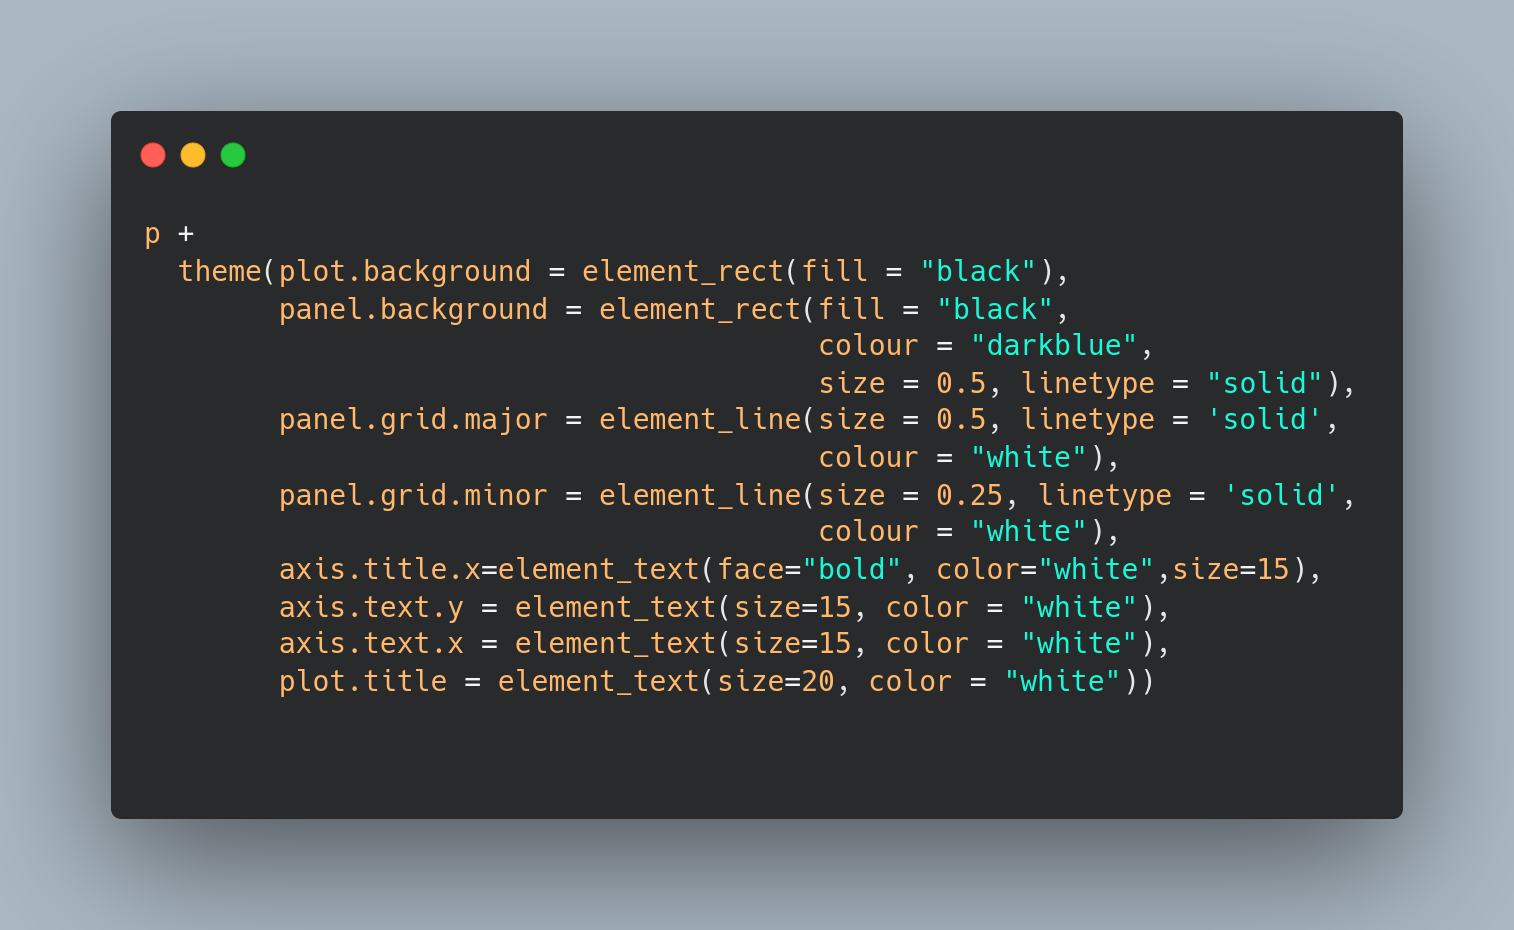 p +
  theme(plot.background = element_rect(fill = "black"),
        panel.background = element_rect(fill = "black",
                                        colour = "darkblue",
                                        size = 0.5, linetype = "solid"),
        panel.grid.major = element_line(size = 0.5, linetype = 'solid',
                                        colour = "white"),
        panel.grid.minor = element_line(size = 0.25, linetype = 'solid',
                                        colour = "white"),
        axis.title.x=element_text(face="bold", color="white",size=15),
        axis.text.y = element_text(size=15, color = "white"),
        axis.text.x = element_text(size=15, color = "white"),
        plot.title = element_text(size=20, color = "white"))